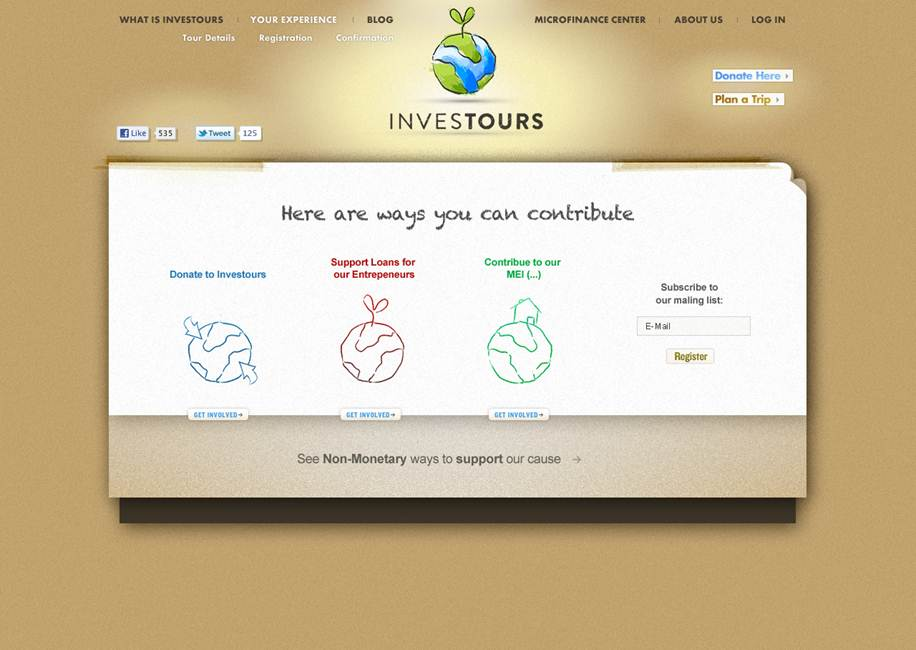 WHAT IS INVESTOURS
YOUR EXPERIENCE
BLOG
MICROFINANCE CENTER
ABOUT US
LOG IN
Tour Details
Registration
Confirmation
Donate Here ›
Plan a Trip ›
INVESTOURS
Like
535
Tweet
125
Here are ways you can contribute
Donate to Investours
Support Loans for
our Entrepeneurs
Contribue to our
MEI (...)
Subscribe to
our maling list:
E-Mail
Register
GET INVOLVED→
GET INVOLVED→
GET INVOLVED→
See Non-Monetary ways to support our cause →